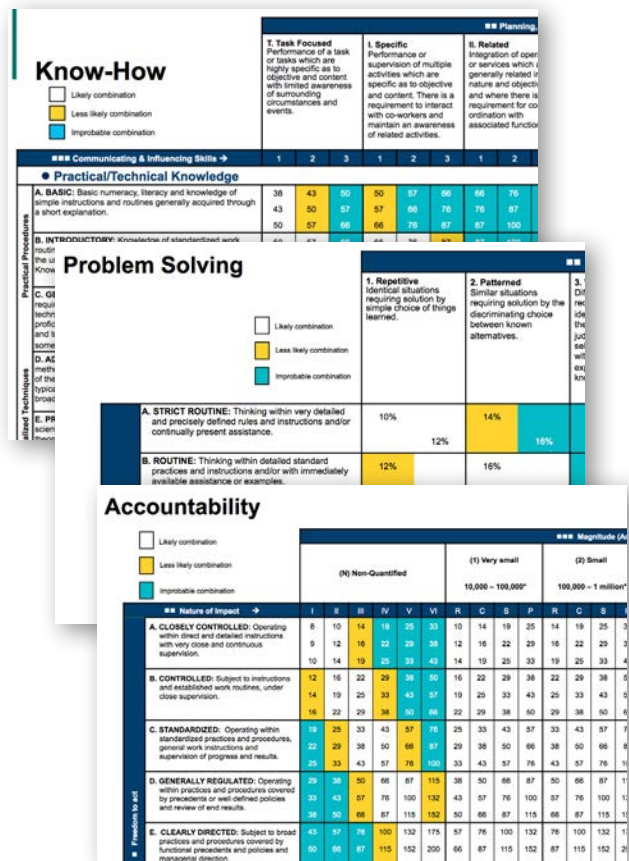 Planning,
Know-How
Likely combination
Less likely combination
Improbable combination
T. Task Focused
Performance of a task
or tasks which are
highly specific as to
objective and content
with limited awareness
of surrounding
circumstances and
events.
I. Specific
Performance or
supervision of multiple
activities which are
specific as to objective
and content. There is a
requirement to interact
with co-workers and
maintain an awareness
of related activities.
II. Related
Integration of
or services which
generally related
nature and
and where there is
requirement for
ordination with
associated
Communicating & Influencing Skills → 1 2 3 1 2 3 1 2
Practical/Technical Knowledge
Practical Procedures
A. BASIC: Basic numeracy, literacy and knowledge of
simple instructions and routines generally acquired through
a short explanation.
38 43 50 50 57 66 66 76
43 50 57 57 66 76 76 87
50 57 66 66 76 87 87 100
B. INTRODUCTORY: Knowledge of standardized work
Problem Solving
Likely combination
Less likely combination
Improbable combination
1. Repetitive
Identical situations
requiring solution by
simple choice of things
learned.
2. Patterned
Similar situations
requiring solution by the
discriminating choice
between known
alternatives.
3.
A. STRICT ROUTINE: Thinking within very detailed
and precisely defined rules and instructions and/or
continually present assistance.
10% 14%
12% 16%
B. ROUTINE: Thinking within detailed standard
practices and instructions and/or with immediately
available assistance or examples.
12% 16%
Accountability
Likely combination
Less likely combination
Improbable combination
Magnitude
(N) Non-Quantified
(1) Very small
10,000 – 100,000*
(2) Small
100,000 – 1 million*
Nature of Impact → I II III IV V VI R C S P R C S
Freedom to act
A. CLOSELY CONTROLLED: Operating
within direct and detailed instructions
with very close and continuous
supervision.
8 10 14 19 25 33 10 14 19 25 14 19 25
9 12 16 22 29 38 12 16 22 29 16 22 29
10 14 19 25 33 43 14 19 25 33 19 25 33
B. CONTROLLED: Subject to instructions
and established work routines, under
close supervision.
12 16 22 29 38 50 16 22 29 38 22 29 38
14 19 25 33 43 57 19 25 33 43 25 33 43
16 22 29 38 50 66 22 29 38 50 29 38 50
C. STANDARDIZED: Operating within
standardized practices and procedures,
general work instructions and
supervision of progress and results.
19 25 33 43 57 76 25 33 43 57 33 43 57
22 29 38 50 66 87 29 38 50 66 38 50 66
25 33 43 57 76 100 33 43 57 76 43 57 76
D. GENERALLY REGULATED: Operating
within practices and procedures covered
by precedents or well defined policies
and review of end results.
29 38 50 66 87 115 38 50 66 87 50 66 87
33 43 57 76 100 132 43 57 76 100 57 76 100
38 50 66 87 115 152 50 66 87 115 66 87 115
E. CLEARLY DIRECTED: Subject to broad
practices and procedures covered by
functional precedents and policies and
managerial direction.
43 57 76 100 132 175 57 76 100 132 76 100 132
50 66 87 115 152 200 66 87 115 152 87 115 152